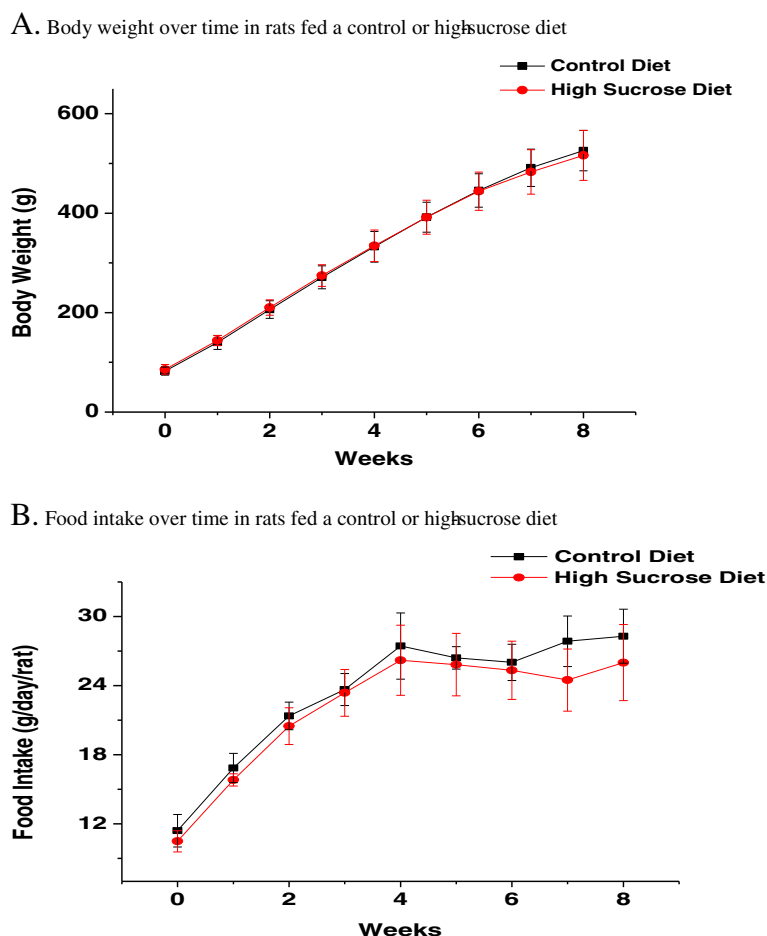 A. Body weight over time in rats fed a control or high-sucrose diet
Control Diet
High Sucrose Diet
600
400
200
0
Body Weight (g)
0 2 4 6 8
Weeks
B. Food intake over time in rats fed a control or high-sucrose diet
Control Diet
High Sucrose Diet
30
24
18
12
Food Intake (g/day/rat)
0 2 4 6 8
Weeks